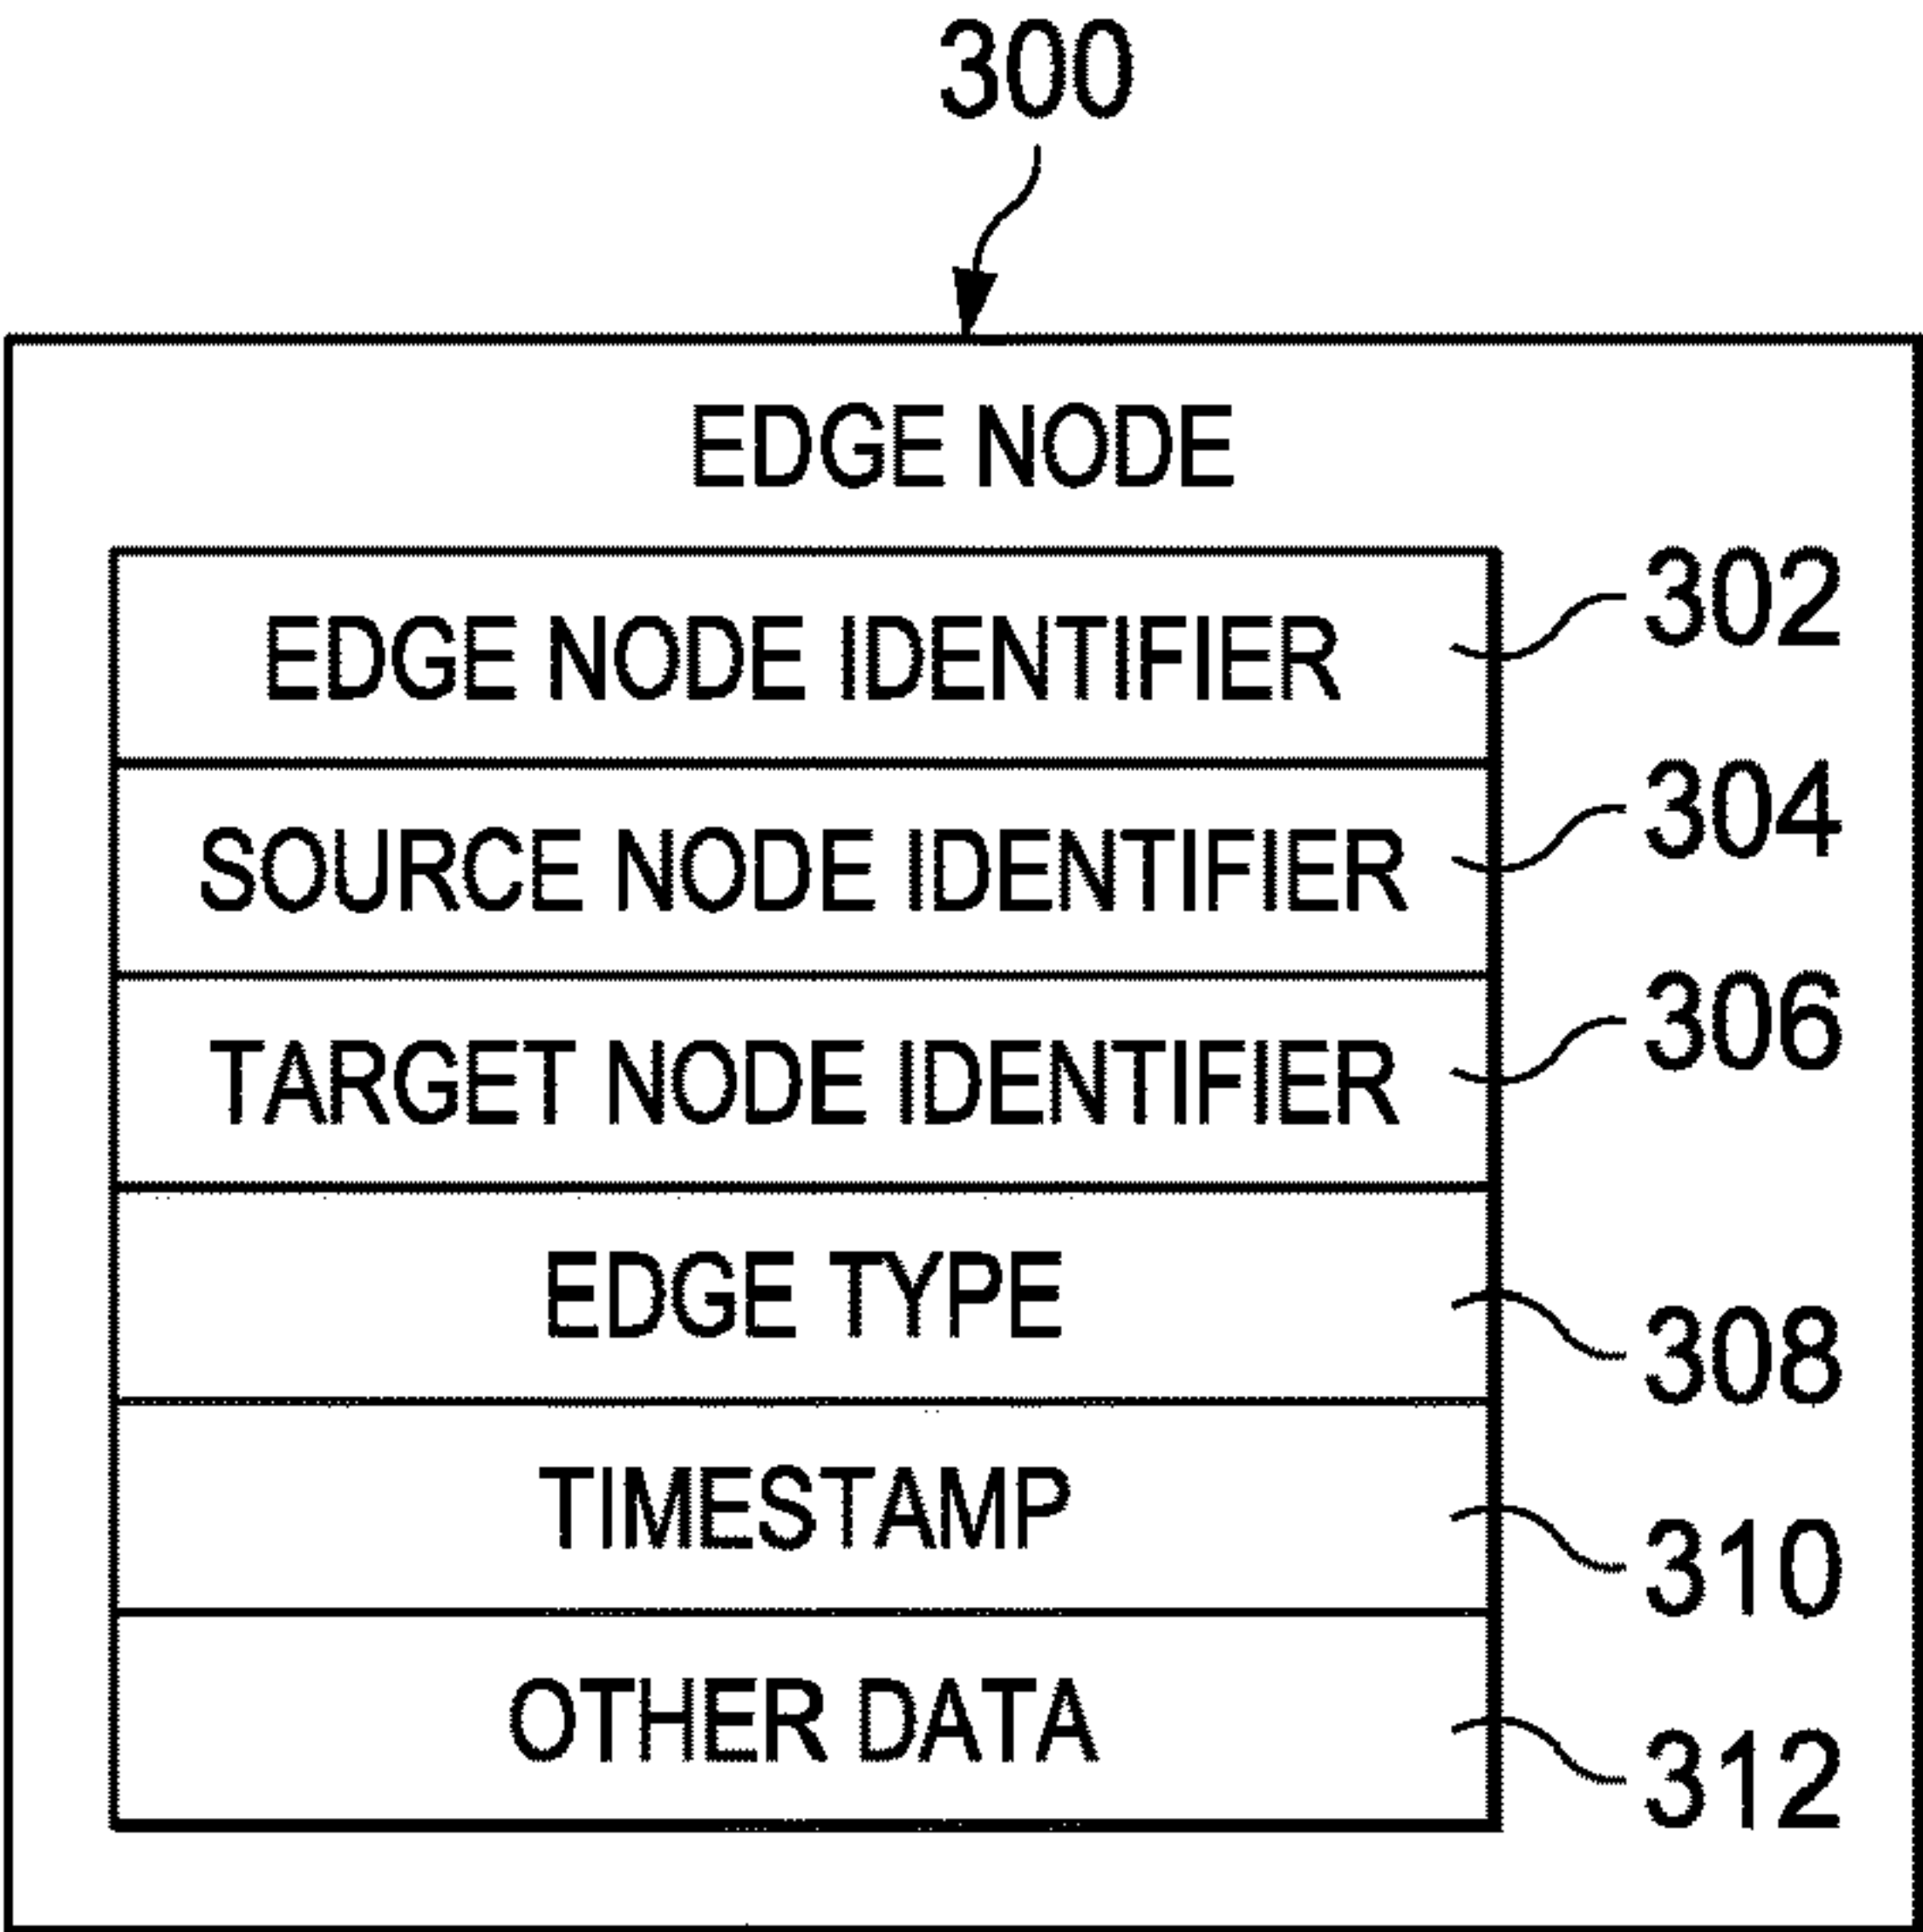 300
EDGE NODE
EDGE NODE IDENTIFIER 302
SOURCE NODE IDENTIFIER 304
TARGET NODE IDENTIFIER 306
EDGE TYPE 308
TIMESTAMP 310
OTHER DATA 312